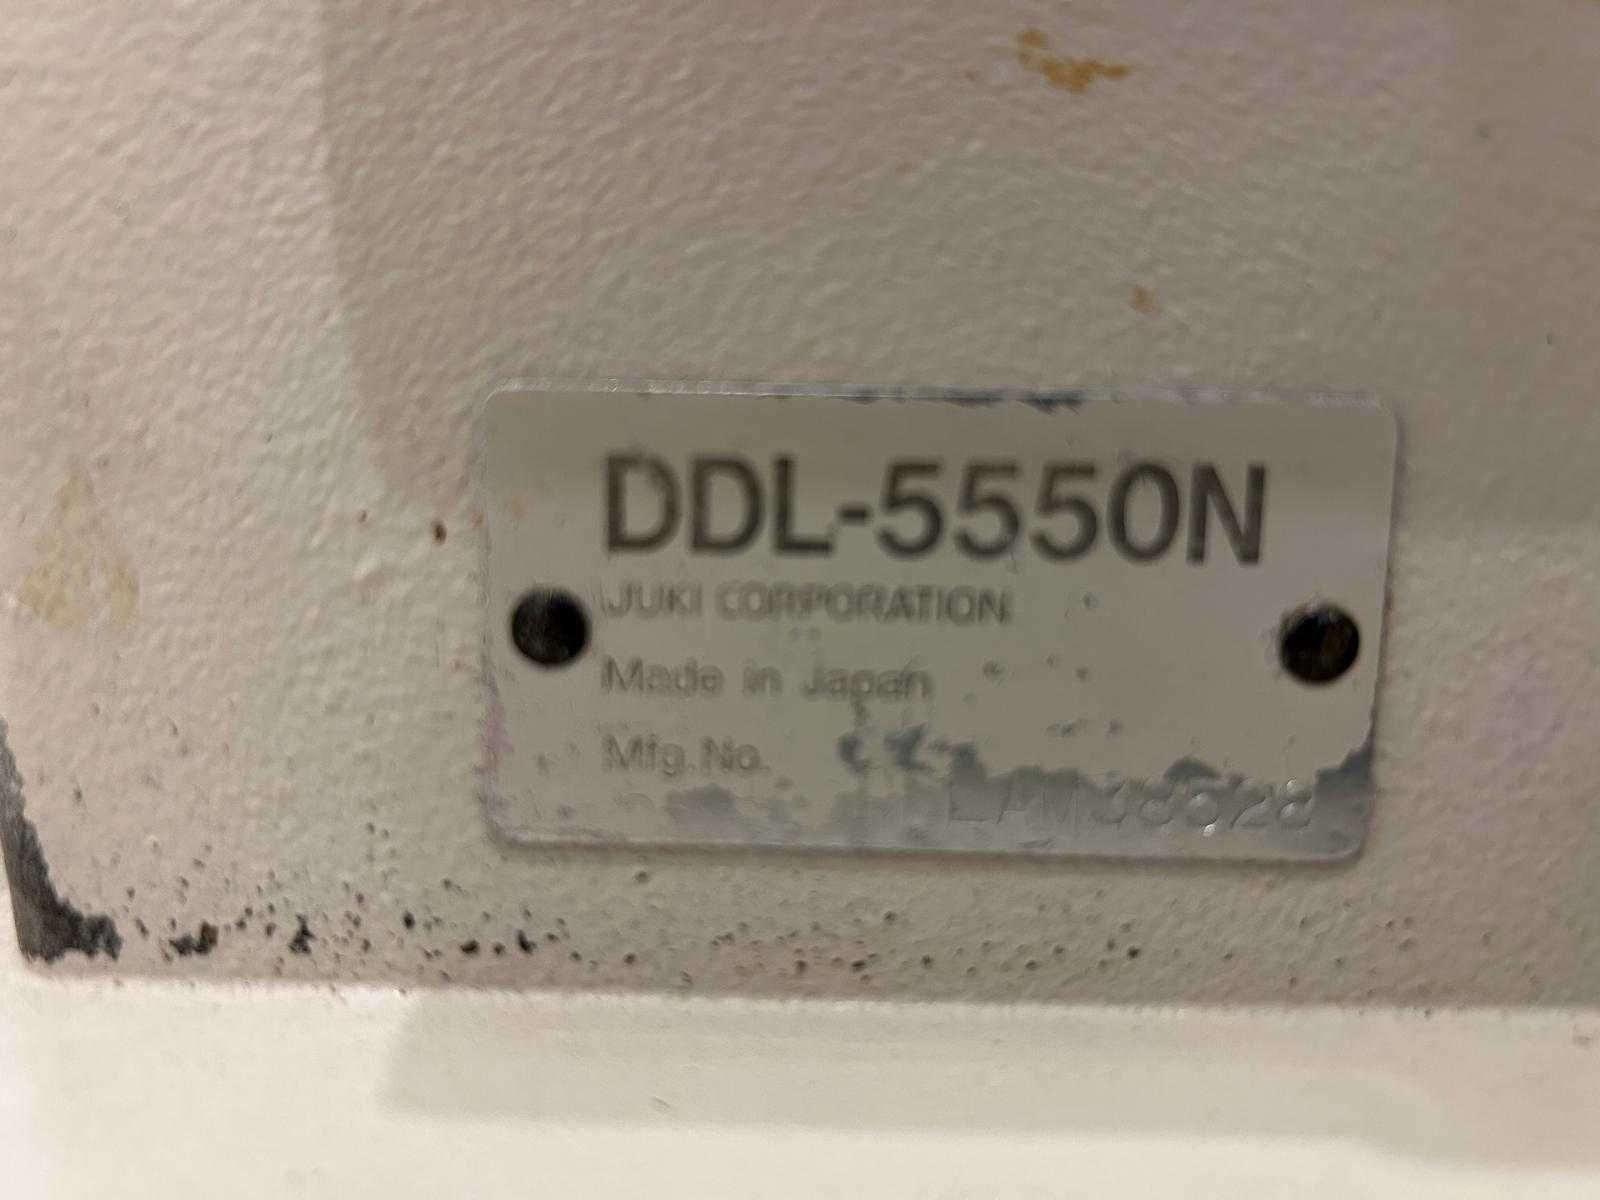 DDL-5550N
JUKI CORPORATION
Made in Japan
Mfg.No.